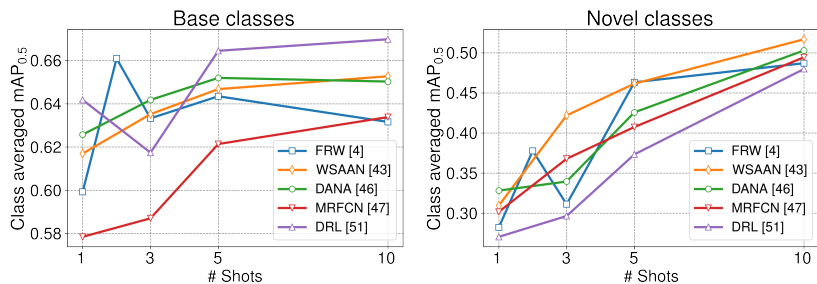 Base classes
Class averaged mAP0.5
0.66
0.64
0.62
0.60
0.58
1
3
5
10
# Shots
FRW [4]
WSAAN [43]
DANA [46]
MRFCN [47]
DRL [51]
Novel classes
Class averaged mAP0.5
0.50
0.45
0.40
0.35
0.30
1
3
5
10
# Shots
FRW [4]
WSAAN [43]
DANA [46]
MRFCN [47]
DRL [51]